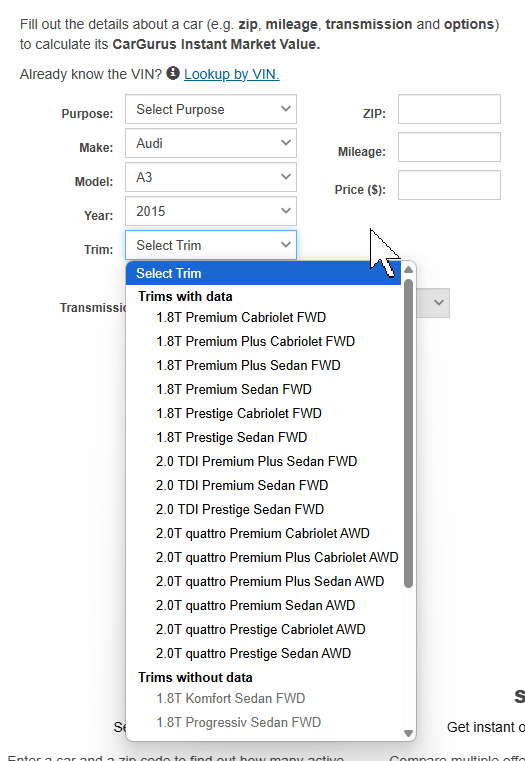 Fill out the details about a car (e.g. zip, mileage, transmission and options)
to calculate its CarGurus Instant Market Value.
Already know the VIN? Lookup by VIN.
Purpose: Select Purpose ZIP:
Make: Audi Mileage:
Model: A3 Price ($):
Year: 2015
Trim: Select Trim
Select Trim
Trims with data
Transmissio
1.8T Premium Cabriolet FWD
1.8T Premium Plus Cabriolet FWD
1.8T Premium Plus Sedan FWD
1.8T Premium Sedan FWD
1.8T Prestige Cabriolet FWD
1.8T Prestige Sedan FWD
2.0 TDI Premium Plus Sedan FWD
2.0 TDI Premium Sedan FWD
2.0 TDI Prestige Sedan FWD
2.0T quattro Premium Cabriolet AWD
2.0T quattro Premium Plus Cabriolet AWD
2.0T quattro Premium Plus Sedan AWD
2.0T quattro Premium Sedan AWD
2.0T quattro Prestige Cabriolet AWD
2.0T quattro Prestige Sedan AWD
Trims without data
1.8T Komfort Sedan FWD S
1.8T Progressiv Sedan FWD
Se Get instant o
Enter a car and a zip code to find out how many active Compare multiple offe